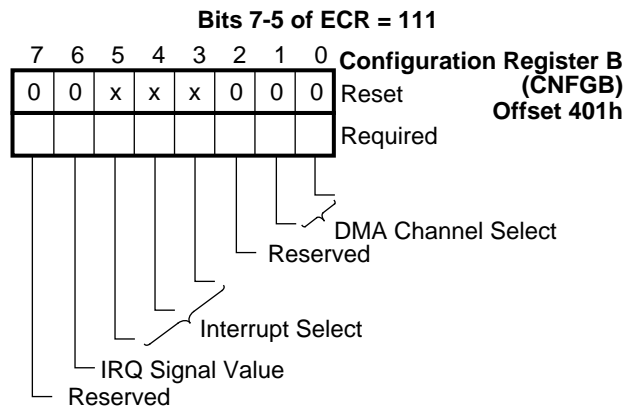 Bits 7-5 of ECR = 111
7 6 5 4 3 2 1 0 Configuration Register B
(CNFGB)
Offset 401h
0 0 x x x 0 0 0 Reset
Required
DMA Channel Select
Reserved
Interrupt Select
IRQ Signal Value
Reserved